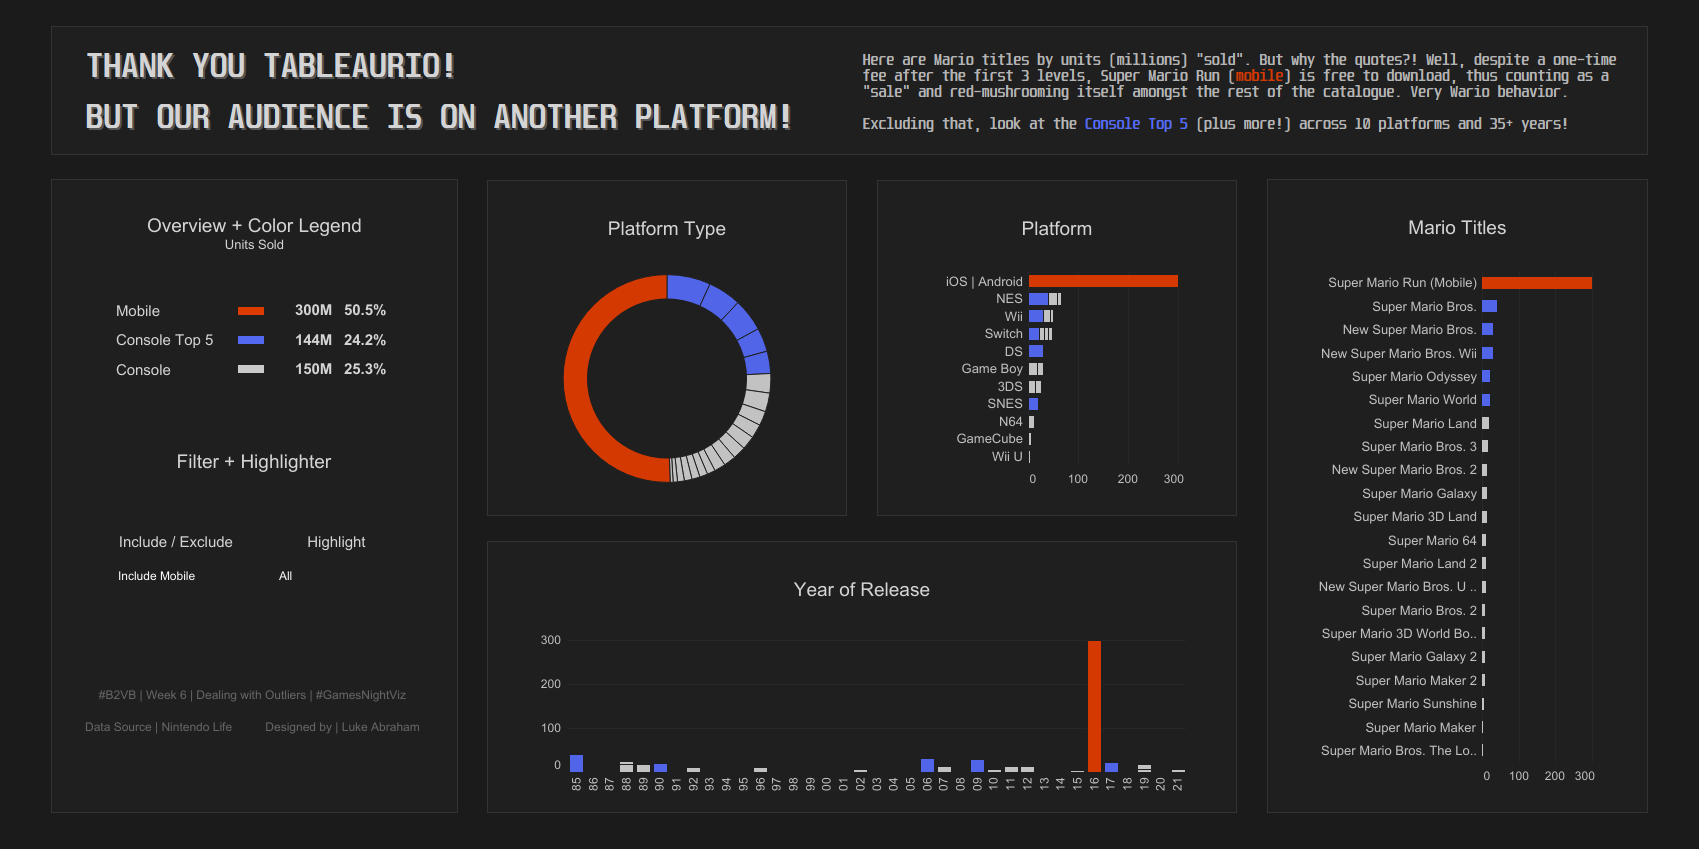 THANK YOU TABLEAURIO!
BUT OUR AUDIENCE IS ON ANOTHER PLATFORM!
Here are Mario titles by units (millions) "sold". But why the quotes?! Well, despite a one-time
fee after the first 3 levels, Super Mario Run (mobile) is free to download, thus counting as a
"sale" and red-mushrooming itself amongst the rest of the catalogue. Very Wario behavior.
Excluding that, look at the Console Top 5 (plus more!) across 10 platforms and 35+ years!
Overview + Color Legend
Units Sold
Mobile 300M 50.5%
Console Top 5 144M 24.2%
Console 150M 25.3%
Filter + Highlighter
Include / Exclude Highlight
Include Mobile All
#B2VB | Week 6 | Dealing with Outliers | #GamesNightViz
Data Source | Nintendo Life Designed by | Luke Abraham
Platform Type
Platform
iOS | Android
NES
Wii
Switch
DS
Game Boy
3DS
SNES
N64
GameCube
Wii U
0 100 200 300
Year of Release
300
200
100
0
85 86 87 88 89 90 91 92 93 94 95 96 97 98 99 00 01 02 03 04 05 06 07 08 09 10 11 12 13 14 15 16 17 18 19 20 21
Mario Titles
Super Mario Run (Mobile)
Super Mario Bros.
New Super Mario Bros.
New Super Mario Bros. Wii
Super Mario Odyssey
Super Mario World
Super Mario Land
Super Mario Bros. 3
New Super Mario Bros. 2
Super Mario Galaxy
Super Mario 3D Land
Super Mario 64
Super Mario Land 2
New Super Mario Bros. U ..
Super Mario Bros. 2
Super Mario 3D World Bo..
Super Mario Galaxy 2
Super Mario Maker 2
Super Mario Sunshine
Super Mario Maker
Super Mario Bros. The Lo..
0 100 200 300